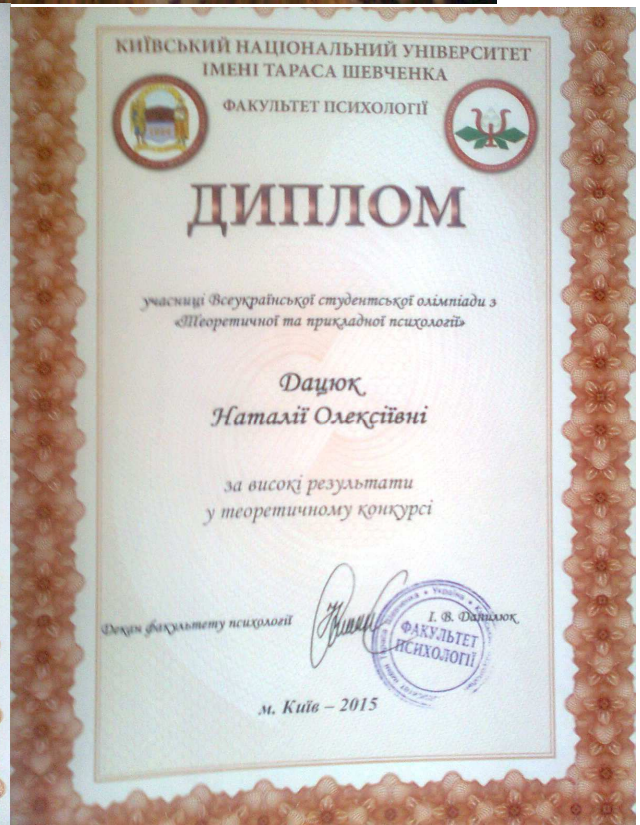 КИЇВСЬКИЙ НАЦІОНАЛЬНИЙ УНІВЕРСИТЕТ
ІМЕНІ ТАРАСА ШЕВЧЕНКА
ФАКУЛЬТЕТ ПСИХОЛОГІЇ
ДИПЛОМ
учасниці Всеукраїнської студентської олімпіади з
«Теоретичної та прикладної психології»
Дацюк
Наталії Олексіївні
за високі результати
у теоретичному конкурсі
Декан факультету психології
І. В. Данилюк
ФАКУЛЬТЕТ
ПСИХОЛОГІЇ
м. Київ – 2015